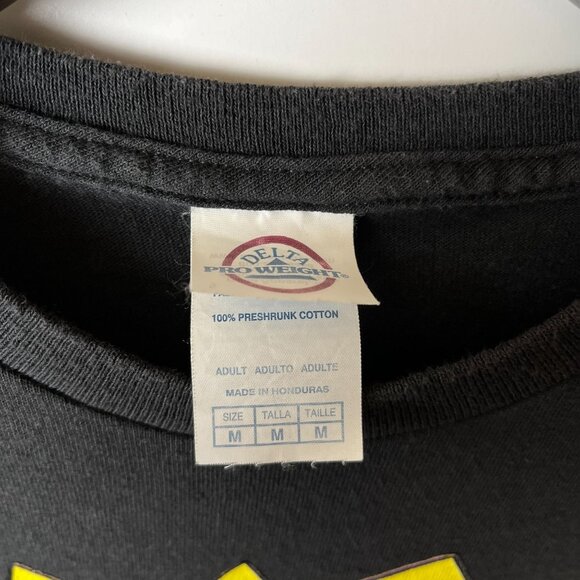 DELTA
PRO WEIGHT®
100% PRESHRUNK COTTON
ADULT ADULTO ADULTE
MADE IN HONDURAS
SIZE TALLA TAILLE
M M M